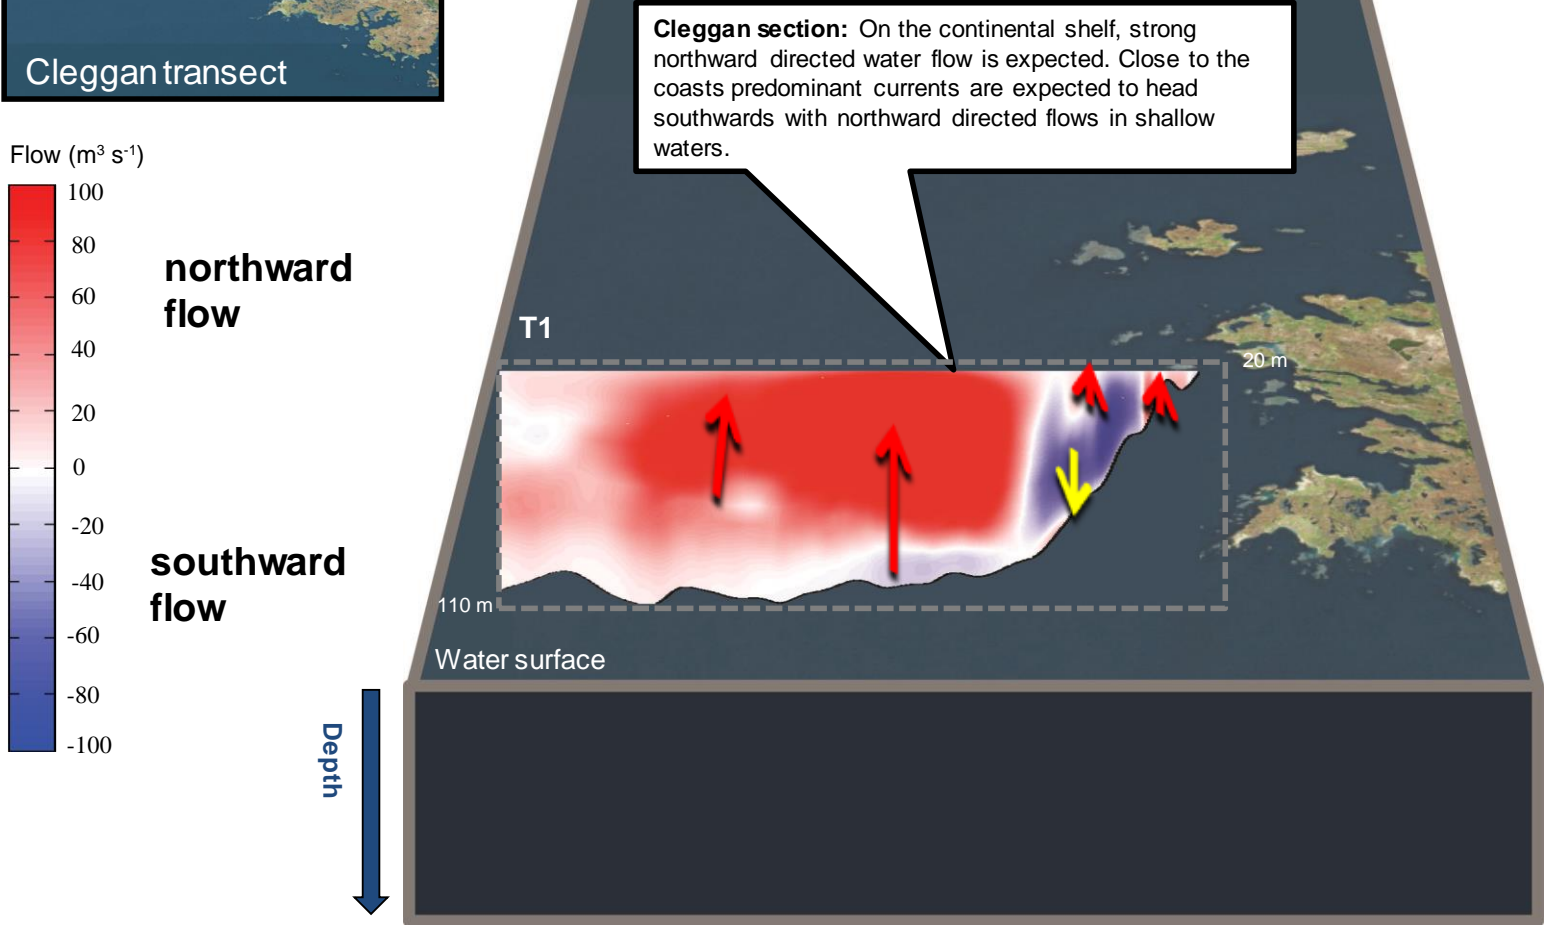 Cleggan transect
Cleggan section: On the continental shelf, strong
northward directed water flow is expected. Close to the
coasts predominant currents are expected to head
southwards with northward directed flows in shallow
waters.
Flow (m³ s⁻¹)
100
80
60
40
20
0
-20
-40
-60
-80
-100
northward
flow
southward
flow
T1
20 m
110 m
Water surface
Depth